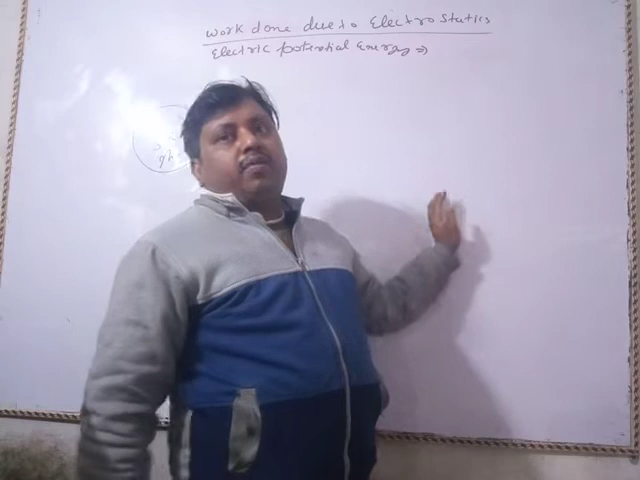 Work done due to Electrostatics
Electric potential Energy ⇒